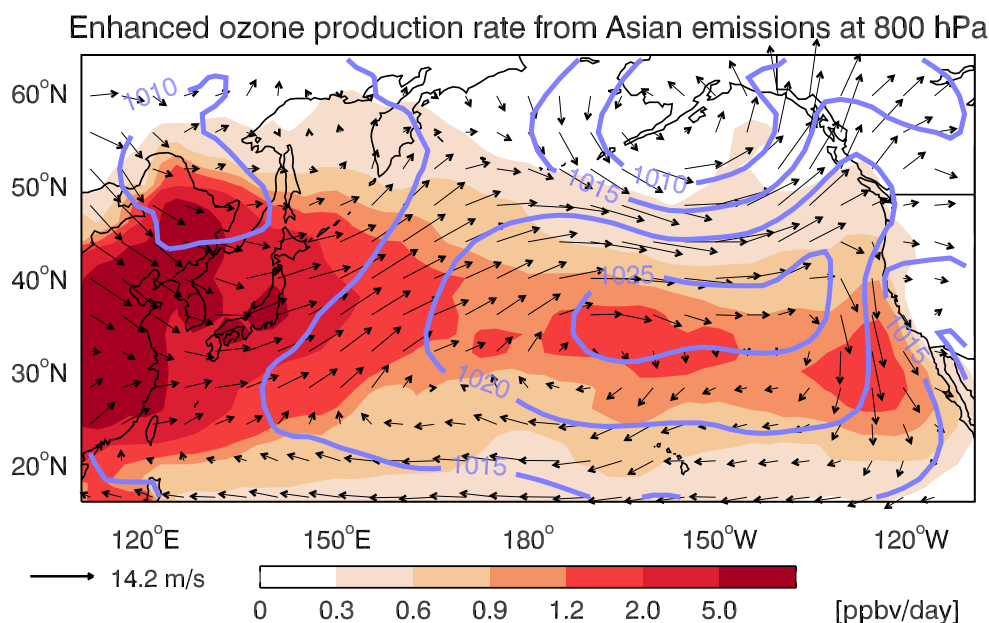 Enhanced ozone production rate from Asian emissions at 800 hPa
60°N
50°N
40°N
30°N
20°N
1010
1015
1010
1025
1020
1015
1015
120°E 150°E 180° 150°W 120°W
14.2 m/s
0 0.3 0.6 0.9 1.2 2.0 5.0 [ppbv/day]